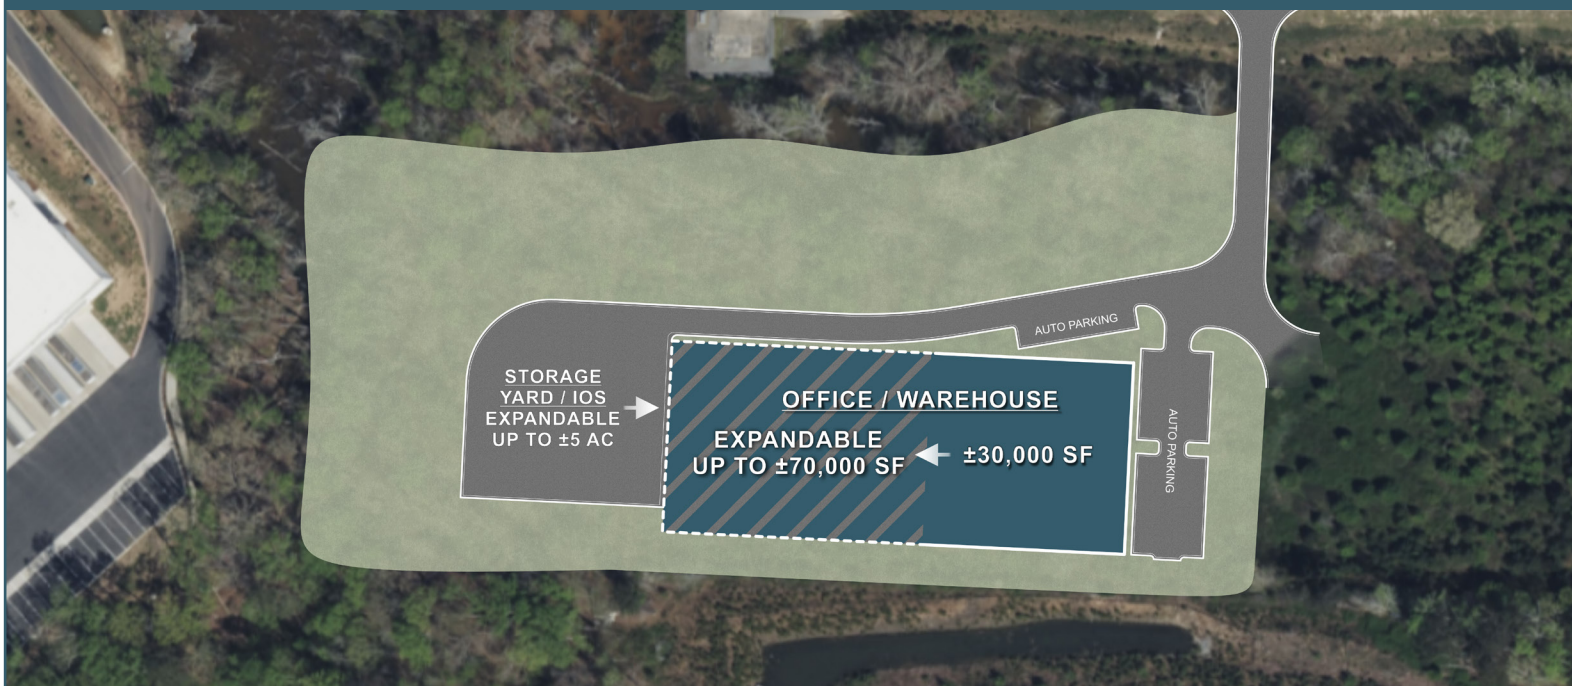 AUTO PARKING
STORAGE
YARD / IOS
EXPANDABLE
UP TO ±5 AC
OFFICE / WAREHOUSE
EXPANDABLE
UP TO ±70,000 SF
±30,000 SF
AUTO PARKING